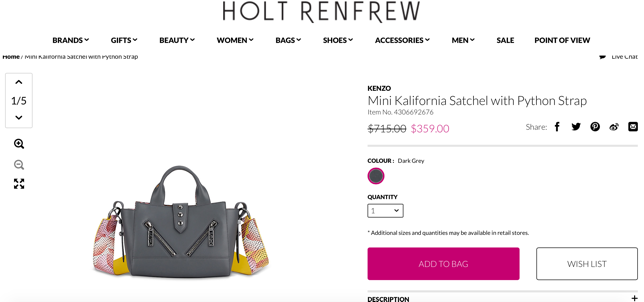 HOLT RENFREW
BRANDS GIFTS BEAUTY WOMEN BAGS SHOES ACCESSORIES MEN SALE POINT OF VIEW
Home / Mini Kalifornia Satchel with Python Strap
Live Chat
1/5
KENZO
Mini Kalifornia Satchel with Python Strap
Item No. 4306692676
$715.00 $359.00
Share:
COLOUR : Dark Grey
QUANTITY
1
* Additional sizes and quantities may be available in retail stores.
ADD TO BAG WISH LIST
DESCRIPTION +